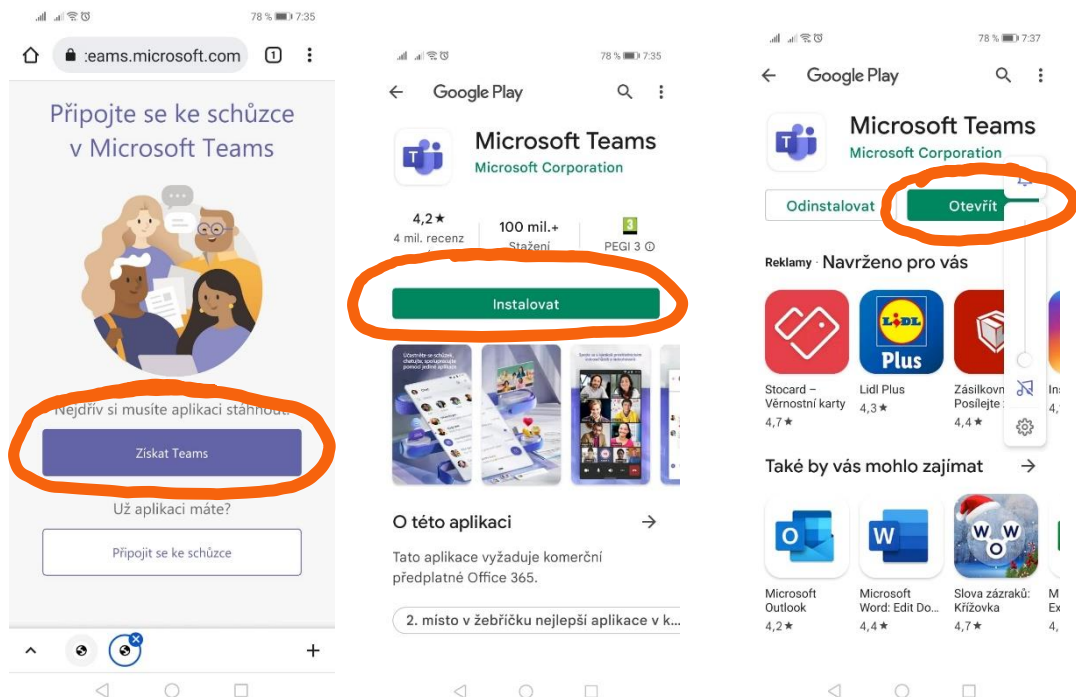 78 % 7:35
:eams.microsoft.com
1
Připojte se ke schůzce
v Microsoft Teams
Nejdřív si musíte aplikaci stáhnout.
Získat Teams
Už aplikaci máte?
Připojit se ke schůzce
78 % 7:35
Google Play
Microsoft Teams
Microsoft Corporation
4,2★
4 mil. recenz
100 mil.+
Stažení
3
PEGI 3
Instalovat
O této aplikaci
Tato aplikace vyžaduje komerční
předplatné Office 365.
2. místo v žebříčku nejlepší aplikace v k...
78 % 7:37
Google Play
Microsoft Teams
Microsoft Corporation
Odinstalovat
Otevřít
Reklamy · Navrženo pro vás
LIDL
Plus
Stocard –
Věrnostní karty
4,7★
Lidl Plus
4,3★
Zásilkovn
Posílejte
4,4★
In
4,
Také by vás mohlo zajímat
O
W
W W
O
Microsoft
Outlook
4,2★
Microsoft
Word: Edit Do...
4,4★
Slova zázraků:
Křížovka
4,7★
M
Ex
4,